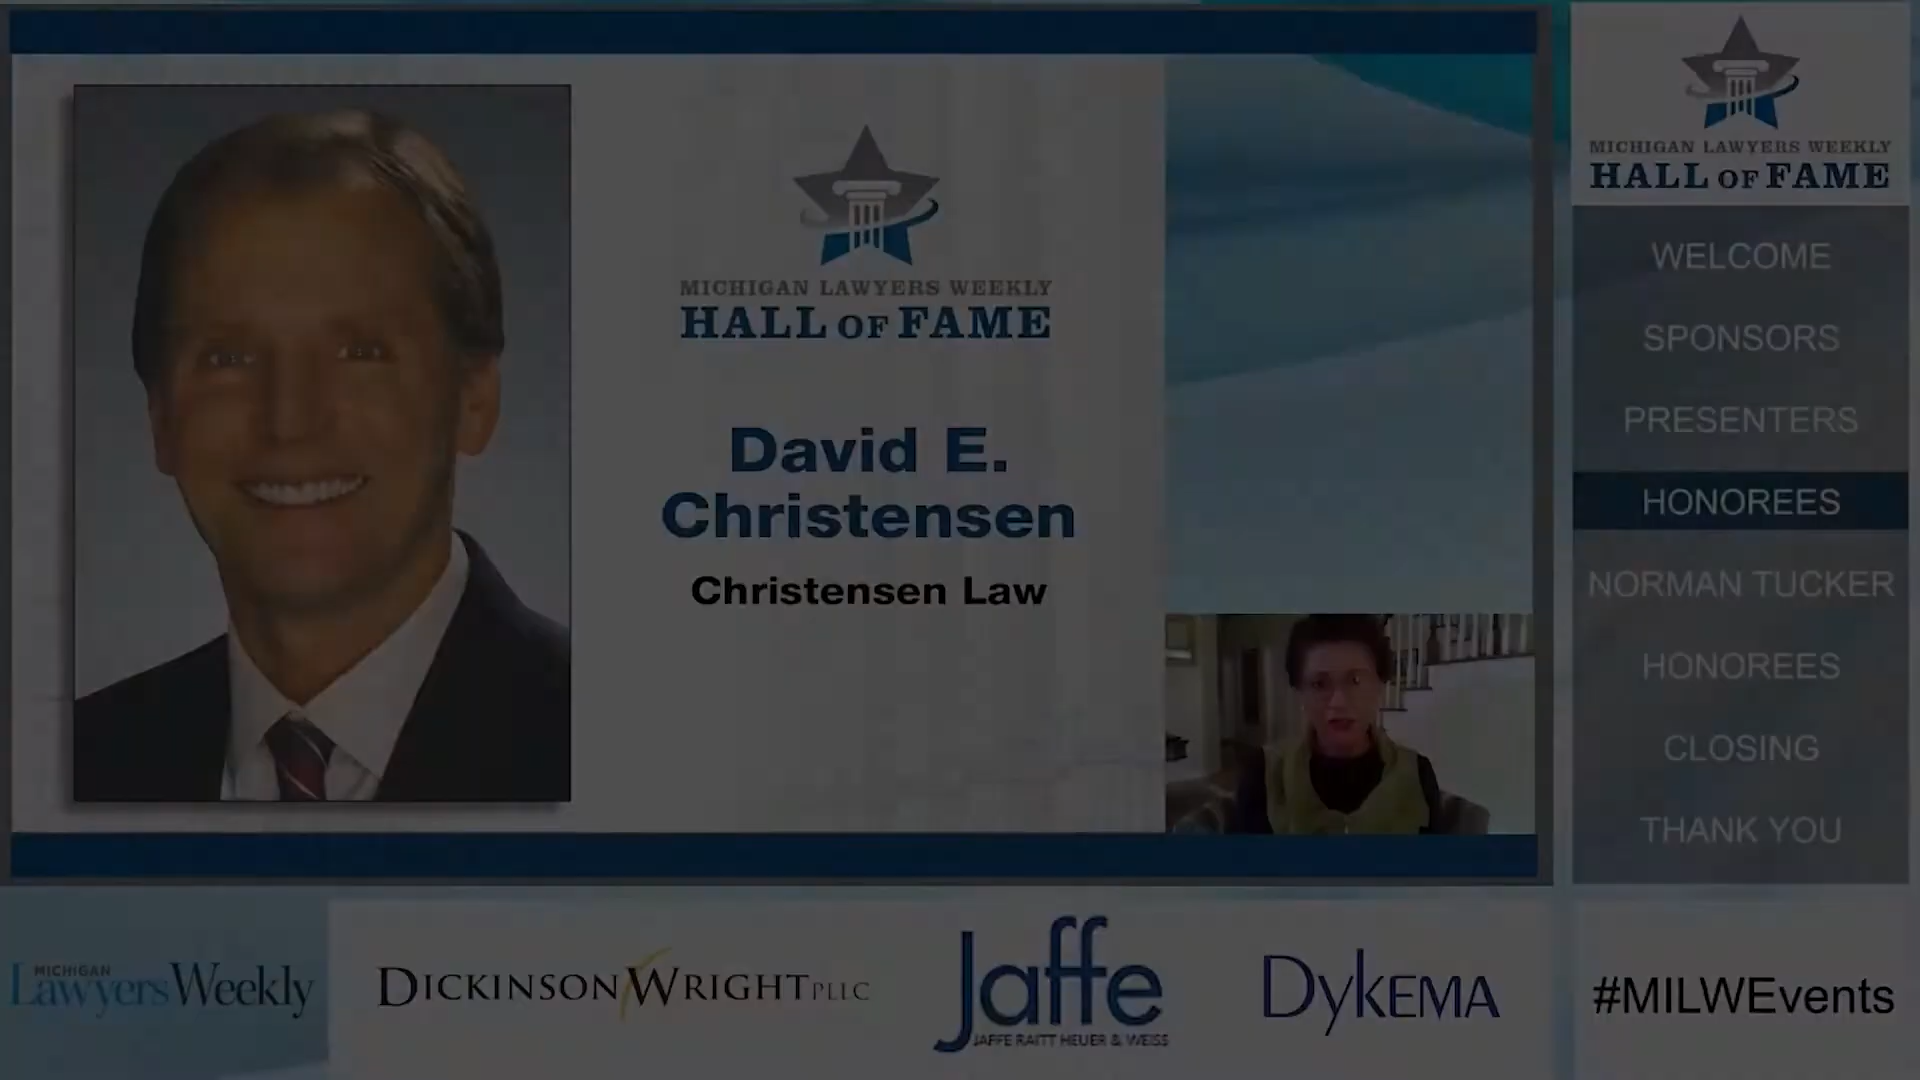 MICHIGAN LAWYERS WEEKLY
HALL OF FAME
David E.
Christensen
Christensen Law
MICHIGAN LAWYERS WEEKLY
HALL OF FAME
WELCOME
SPONSORS
PRESENTERS
HONOREES
NORMAN TUCKER
HONOREES
CLOSING
THANK YOU
MICHIGAN
Lawyers Weekly
DICKINSON WRIGHT PLLC
Jaffe
JAFFE RAITT HEUER & WEISS
DYKEMA
#MILWEvents